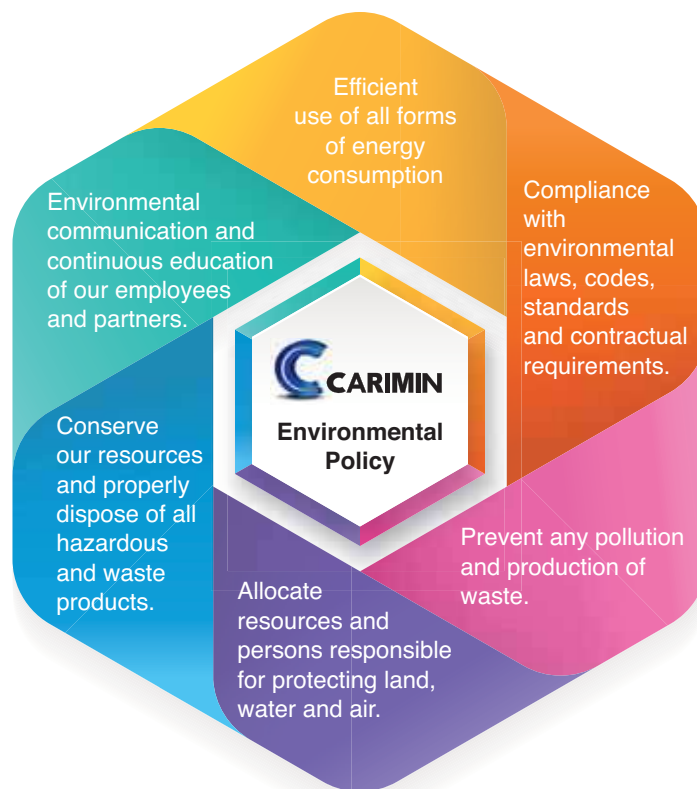 Efficient
use of all forms
of energy
consumption
Compliance
with
environmental
laws, codes,
standards
and contractual
requirements.
Prevent any pollution
and production of
waste.
Allocate
resources and
persons responsible
for protecting land,
water and air.
Conserve
our resources
and properly
dispose of all
hazardous
and waste
products.
Environmental
communication and
continuous education
of our employees
and partners.
CARIMIN
Environmental
Policy